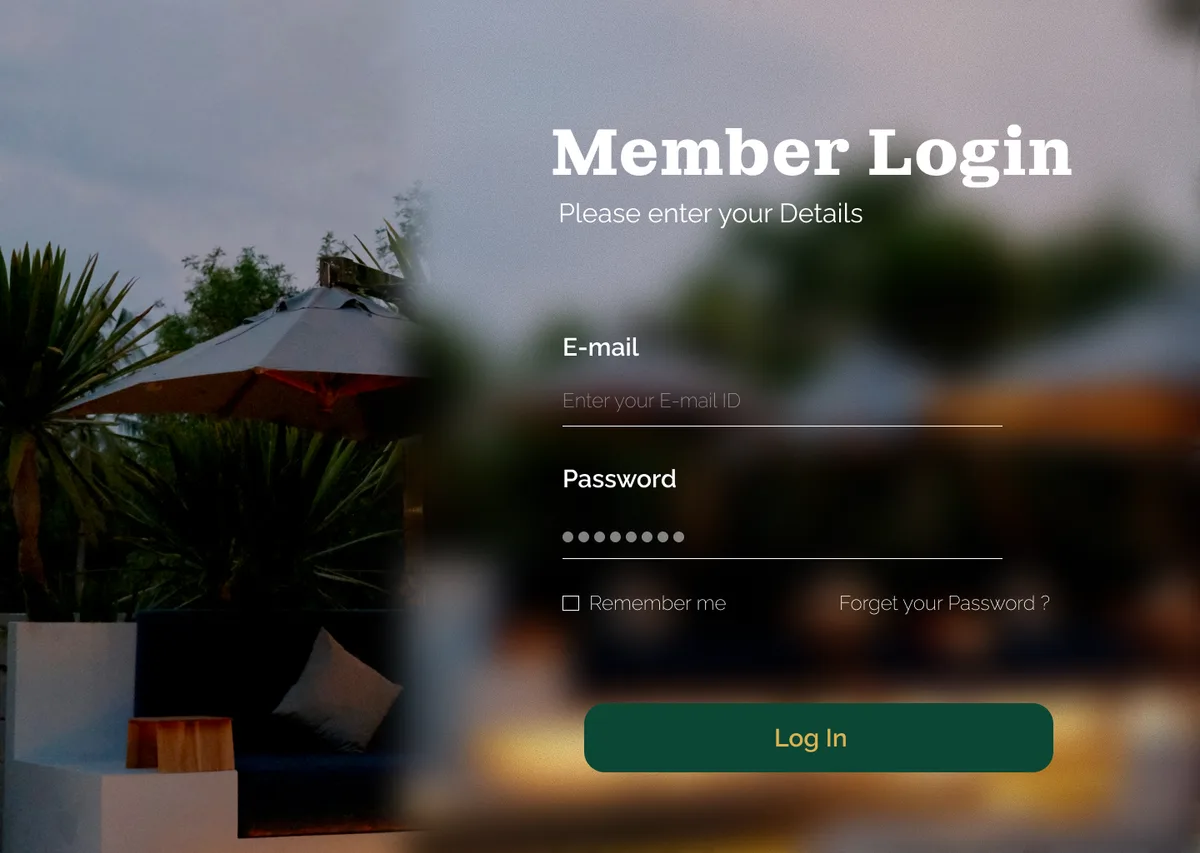 Member Login
Please enter your Details
E-mail
Enter your E-mail ID
Password
Remember me
Forget your Password ?
Log In